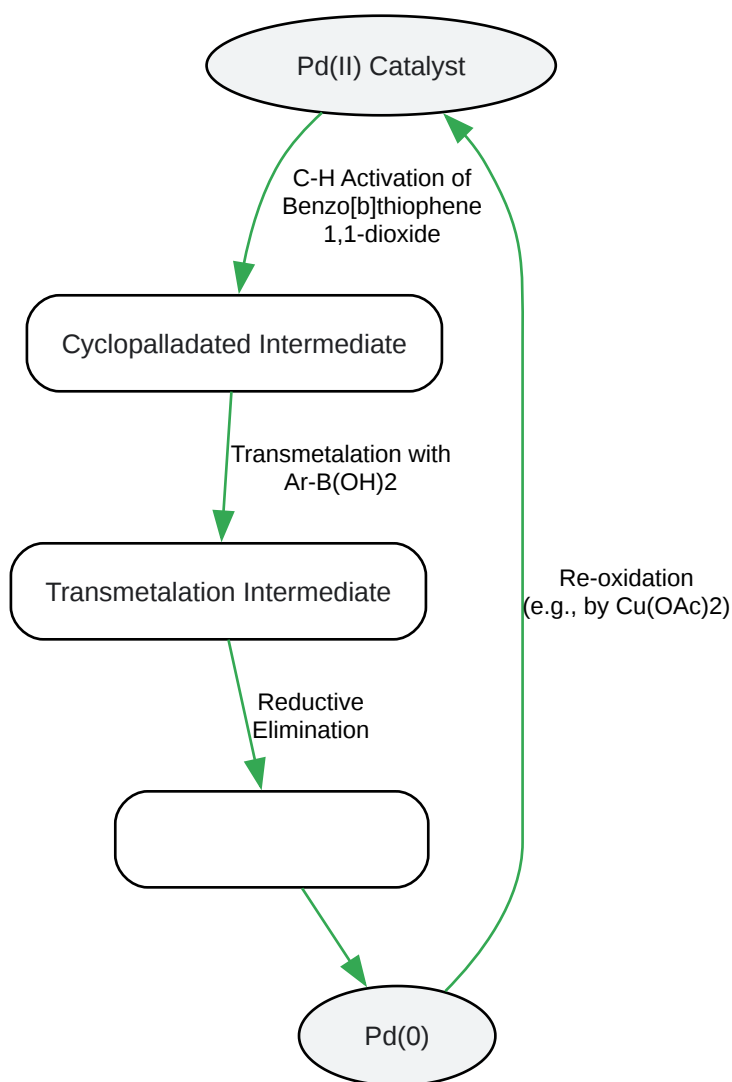 Pd(II) Catalyst
C-H Activation of
Benzo[b]thiophene
1,1-dioxide
Cyclopalladated Intermediate
Transmetalation with
Ar-B(OH)2
Transmetalation Intermediate
Re-oxidation
(e.g., by Cu(OAc)2)
Reductive
Elimination
Pd(0)